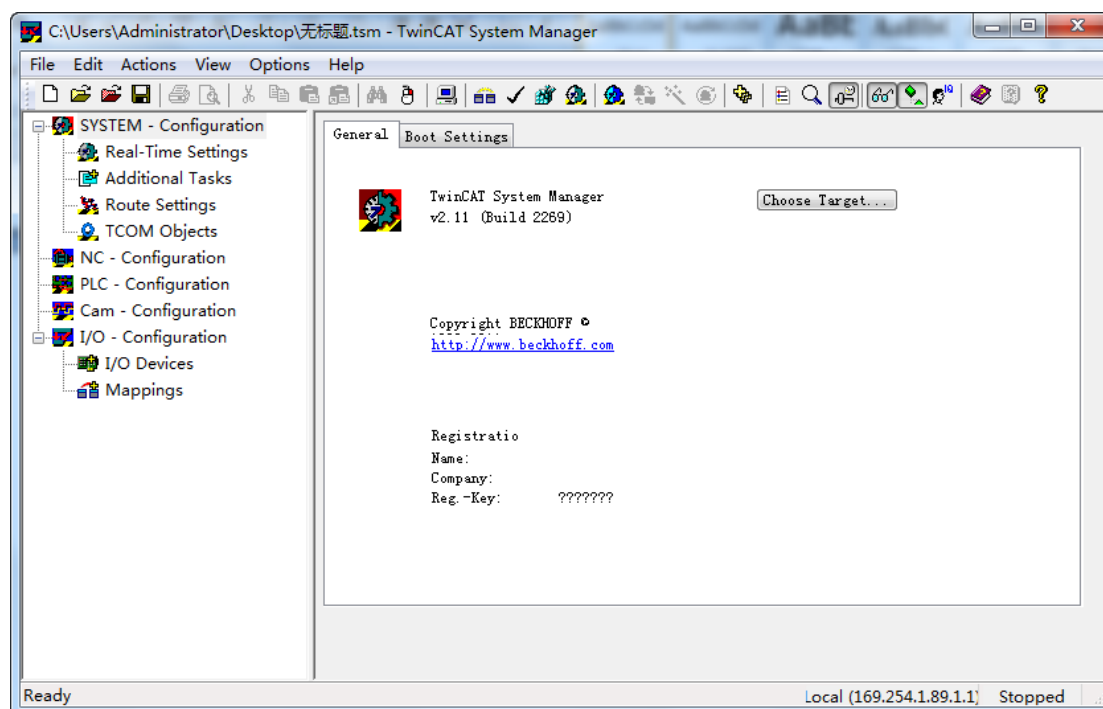 C:\Users\Administrator\Desktop\无标题.tsm - TwinCAT System Manager
File Edit Actions View Options Help
SYSTEM - Configuration
Real-Time Settings
Additional Tasks
Route Settings
TCOM Objects
NC - Configuration
PLC - Configuration
Cam - Configuration
I/O - Configuration
I/O Devices
Mappings
General Boot Settings
TwinCAT System Manager
v2.11 (Build 2269)
Choose Target...
Copyright BECKHOFF ©
http://www.beckhoff.com
Registratio
Name:
Company:
Reg.-Key: ???????
Ready
Local (169.254.1.89.1.1) Stopped